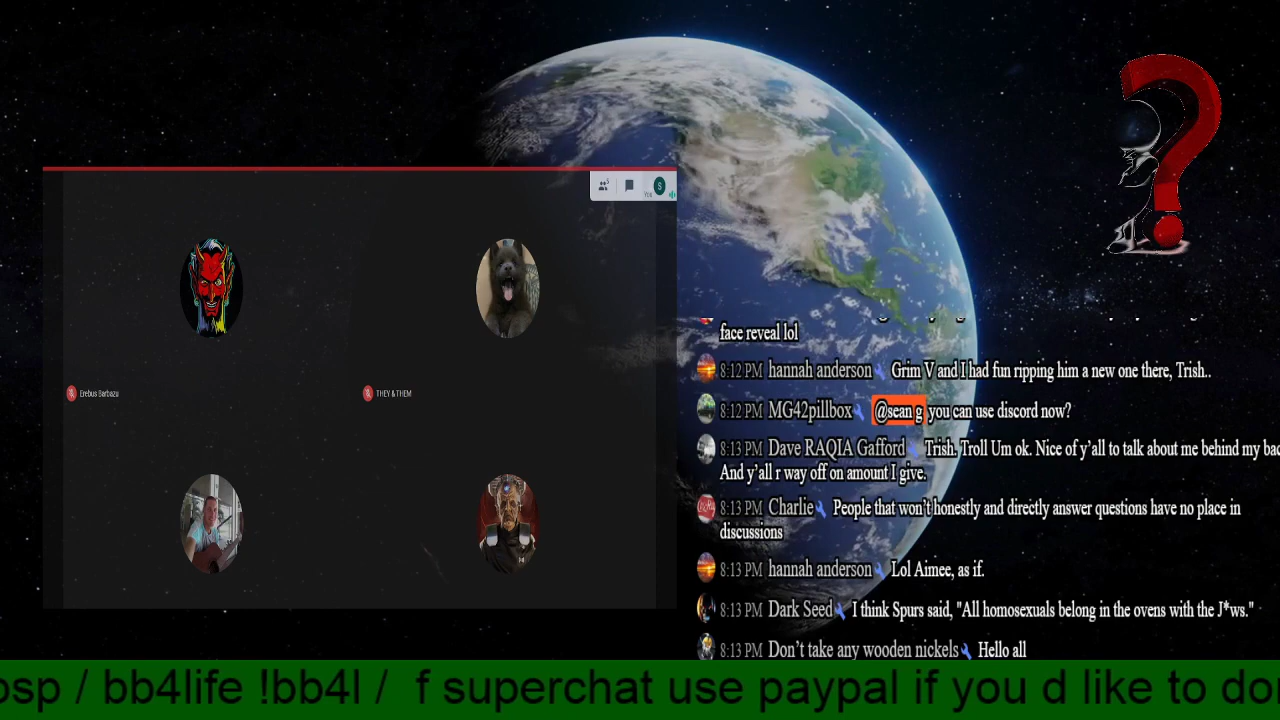 S
You
Erebus Barbazu
THEY & THEM
face reveal lol
8:12 PM hannah anderson Grim V and I had fun ripping him a new one there, Trish..
8:12 PM MG42pillbox @sean g you can use discord now?
8:13 PM Dave RAQIA Gafford Trish. Troll Um ok. Nice of y'all to talk about me behind my bac
And y'all r way off on amount I give.
8:13 PM Charlie People that won't honestly and directly answer questions have no place in
discussions
8:13 PM hannah anderson Lol Aimee, as if.
8:13 PM Dark Seed I think Spurs said, "All homosexuals belong in the ovens with the J*ws."
8:13 PM Don't take any wooden nickels Hello all
osp / bb4life !bb4l / f superchat use paypal if you d like to do
?